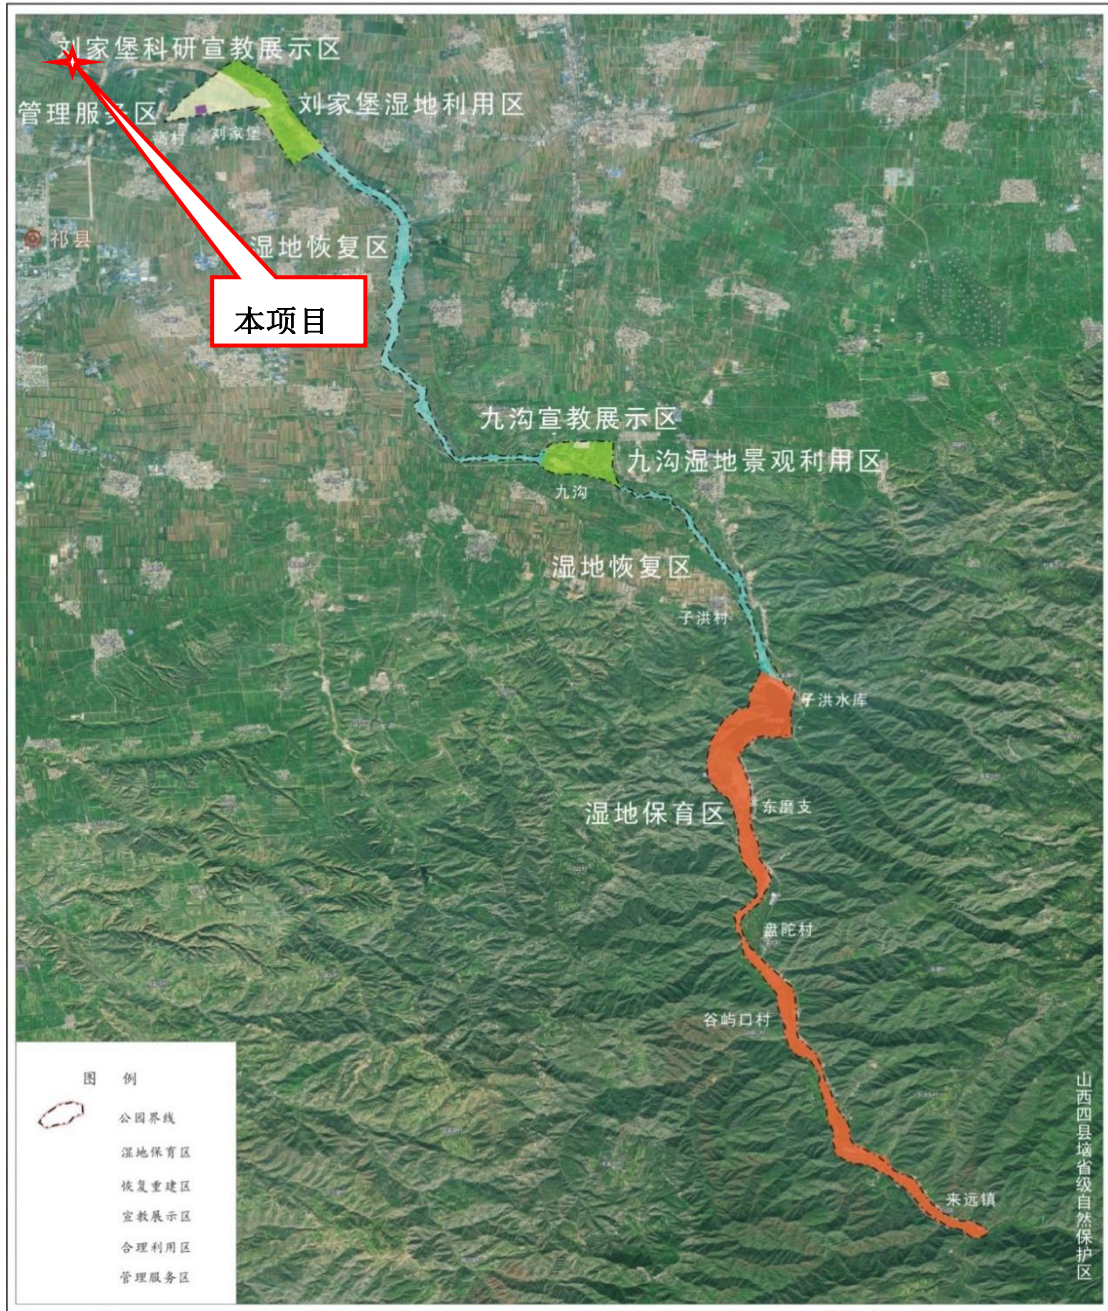 刘家堡科研宣教展示区
管理服务区
刘家堡湿地利用区
高村
刘家堡
祁县
湿地恢复区
本项目
九沟宣教展示区
九沟湿地景观利用区
九沟
湿地恢复区
子洪村
子洪水库
湿地保育区
东磨支
盘陀村
谷屿口村
来远镇
山西四县垴省级自然保护区
图 例
公园界线
湿地保育区
恢复重建区
宣教展示区
合理利用区
管理服务区